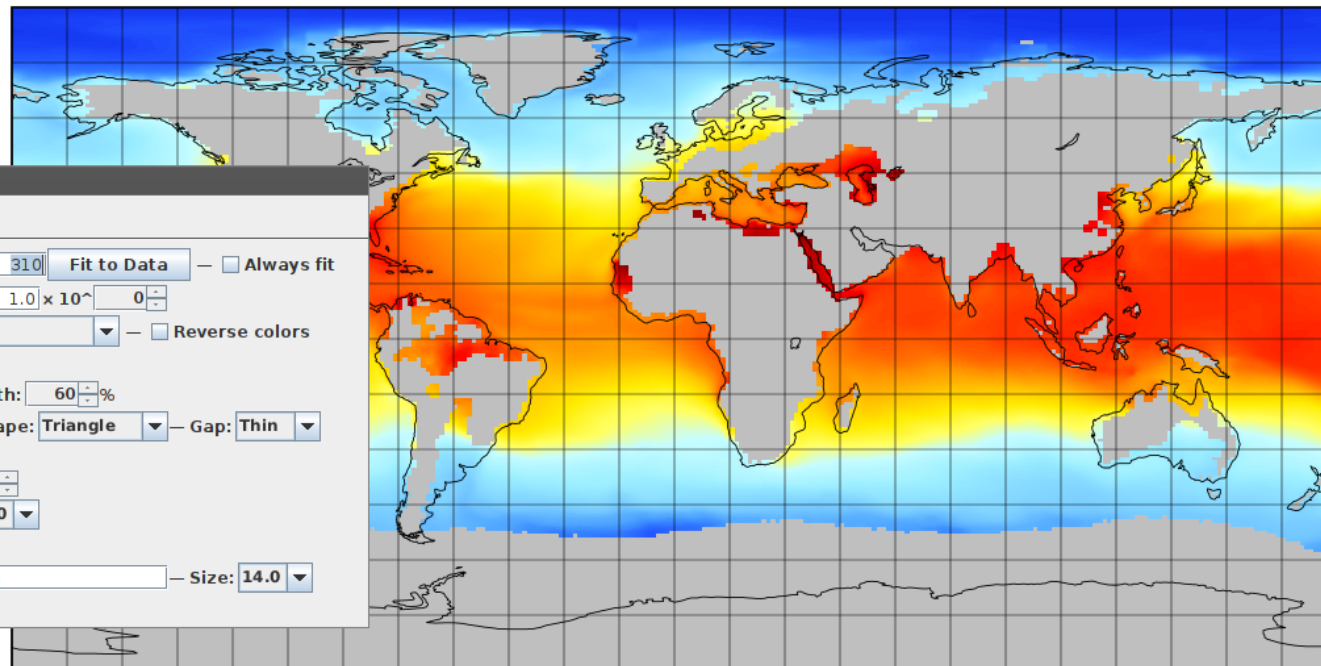 310 Fit to Data — Always fit
1.0 × 10^ 0
— Reverse colors
th: 60 %
ape: Triangle — Gap: Thin
0
— Size: 14.0